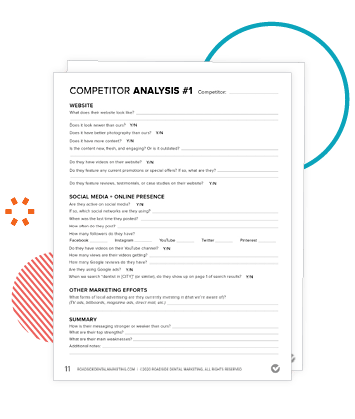 COMPETITOR ANALYSIS #1 Competitor:
WEBSITE
What does their website look like?
Does it look newer than ours? Y/N
Does it have better photography than ours? Y/N
Does it have more content? Y/N
Is the content new, fresh, and engaging? Or is it outdated?
Do they have videos on their website? Y/N
Do they feature any current promotions or special offers? If so, what are they?
Do they feature reviews, testimonials, or case studies on their website? Y/N
SOCIAL MEDIA + ONLINE PRESENCE
Are they active on social media? Y/N
If so, which social networks are they using?
When was the last time they posted?
How often do they post?
How many followers do they have?
Facebook Instagram YouTube Twitter Pinterest
Do they have videos on their YouTube channel? Y/N
How many views are their videos getting?
How many Google reviews do they have?
Are they using Google ads? Y/N
When we search "dentist in [CITY]" (or similar), do they show up on page 1 of search results? Y/N
OTHER MARKETING EFFORTS
What forms of local advertising are they currently investing in (that we're aware of)?
(TV ads, billboards, magazine ads, direct mail, etc.)
SUMMARY
How is their messaging stronger or weaker than ours?
What are their top strengths?
What are their main weaknesses?
Additional notes:
11 ROADSIDEDENTALMARKETING.COM • ©2020 ROADSIDE DENTAL MARKETING. ALL RIGHTS RESERVED.